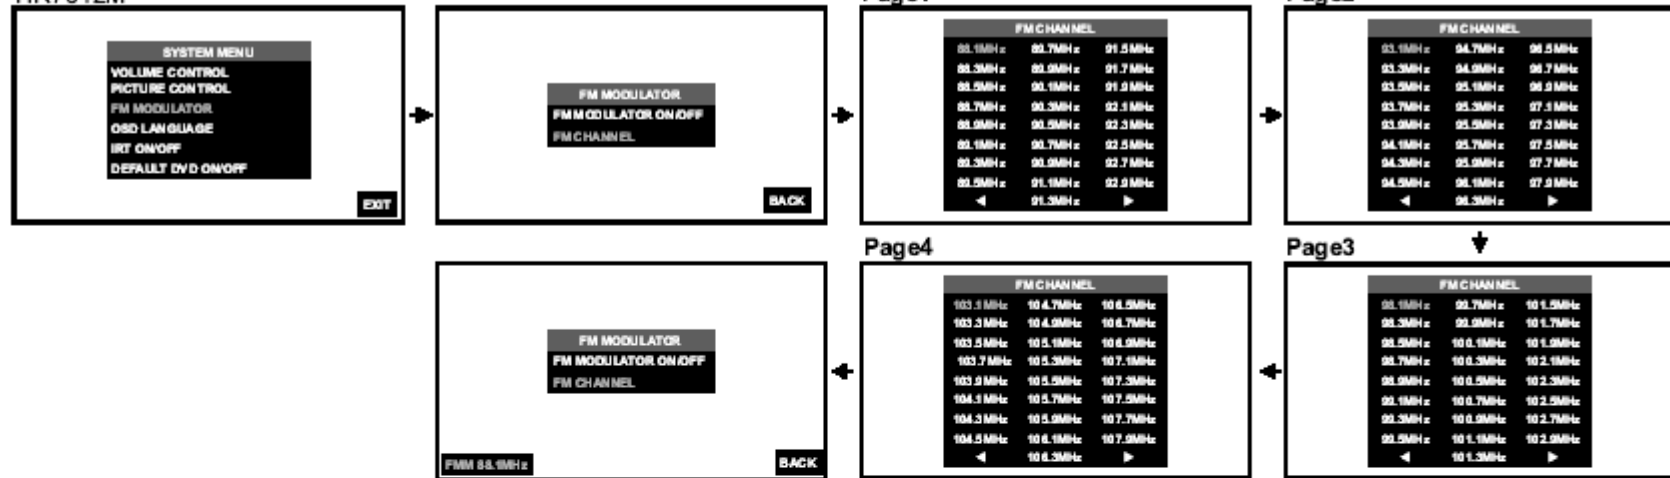 SYSTEM MENU
VOLUME CONTROL
PICTURE CONTROL
FM MODULATOR
OSD LANGUAGE
IRT ON/OFF
DEFAULT DVD ON/OFF
EXIT
FM MODULATOR
FM MODULATOR ON/OFF
FM CHANNEL
BACK
FM CHANNEL
88.1MHz 89.7MHz 91.5MHz
88.3MHz 89.9MHz 91.7MHz
88.5MHz 90.1MHz 91.9MHz
88.7MHz 90.3MHz 92.1MHz
88.9MHz 90.5MHz 92.3MHz
89.1MHz 90.7MHz 92.5MHz
89.3MHz 90.9MHz 92.7MHz
89.5MHz 91.1MHz 92.9MHz
91.3MHz
FM CHANNEL
93.1MHz 94.7MHz 96.5MHz
93.3MHz 94.9MHz 96.7MHz
93.5MHz 95.1MHz 96.9MHz
93.7MHz 95.3MHz 97.1MHz
93.9MHz 95.5MHz 97.3MHz
94.1MHz 95.7MHz 97.5MHz
94.3MHz 95.9MHz 97.7MHz
94.5MHz 96.1MHz 97.9MHz
96.3MHz
Page3
FM CHANNEL
98.1MHz 99.7MHz 101.5MHz
98.3MHz 99.9MHz 101.7MHz
98.5MHz 100.1MHz 101.9MHz
98.7MHz 100.3MHz 102.1MHz
98.9MHz 100.5MHz 102.3MHz
99.1MHz 100.7MHz 102.5MHz
99.3MHz 100.9MHz 102.7MHz
99.5MHz 101.1MHz 102.9MHz
101.3MHz
Page4
FM CHANNEL
103.1MHz 104.7MHz 106.5MHz
103.3MHz 104.9MHz 106.7MHz
103.5MHz 105.1MHz 106.9MHz
103.7MHz 105.3MHz 107.1MHz
103.9MHz 105.5MHz 107.3MHz
104.1MHz 105.7MHz 107.5MHz
104.3MHz 105.9MHz 107.7MHz
104.5MHz 106.1MHz 107.9MHz
106.3MHz
FM MODULATOR
FM MODULATOR ON/OFF
FM CHANNEL
FMM 88.1MHz
BACK